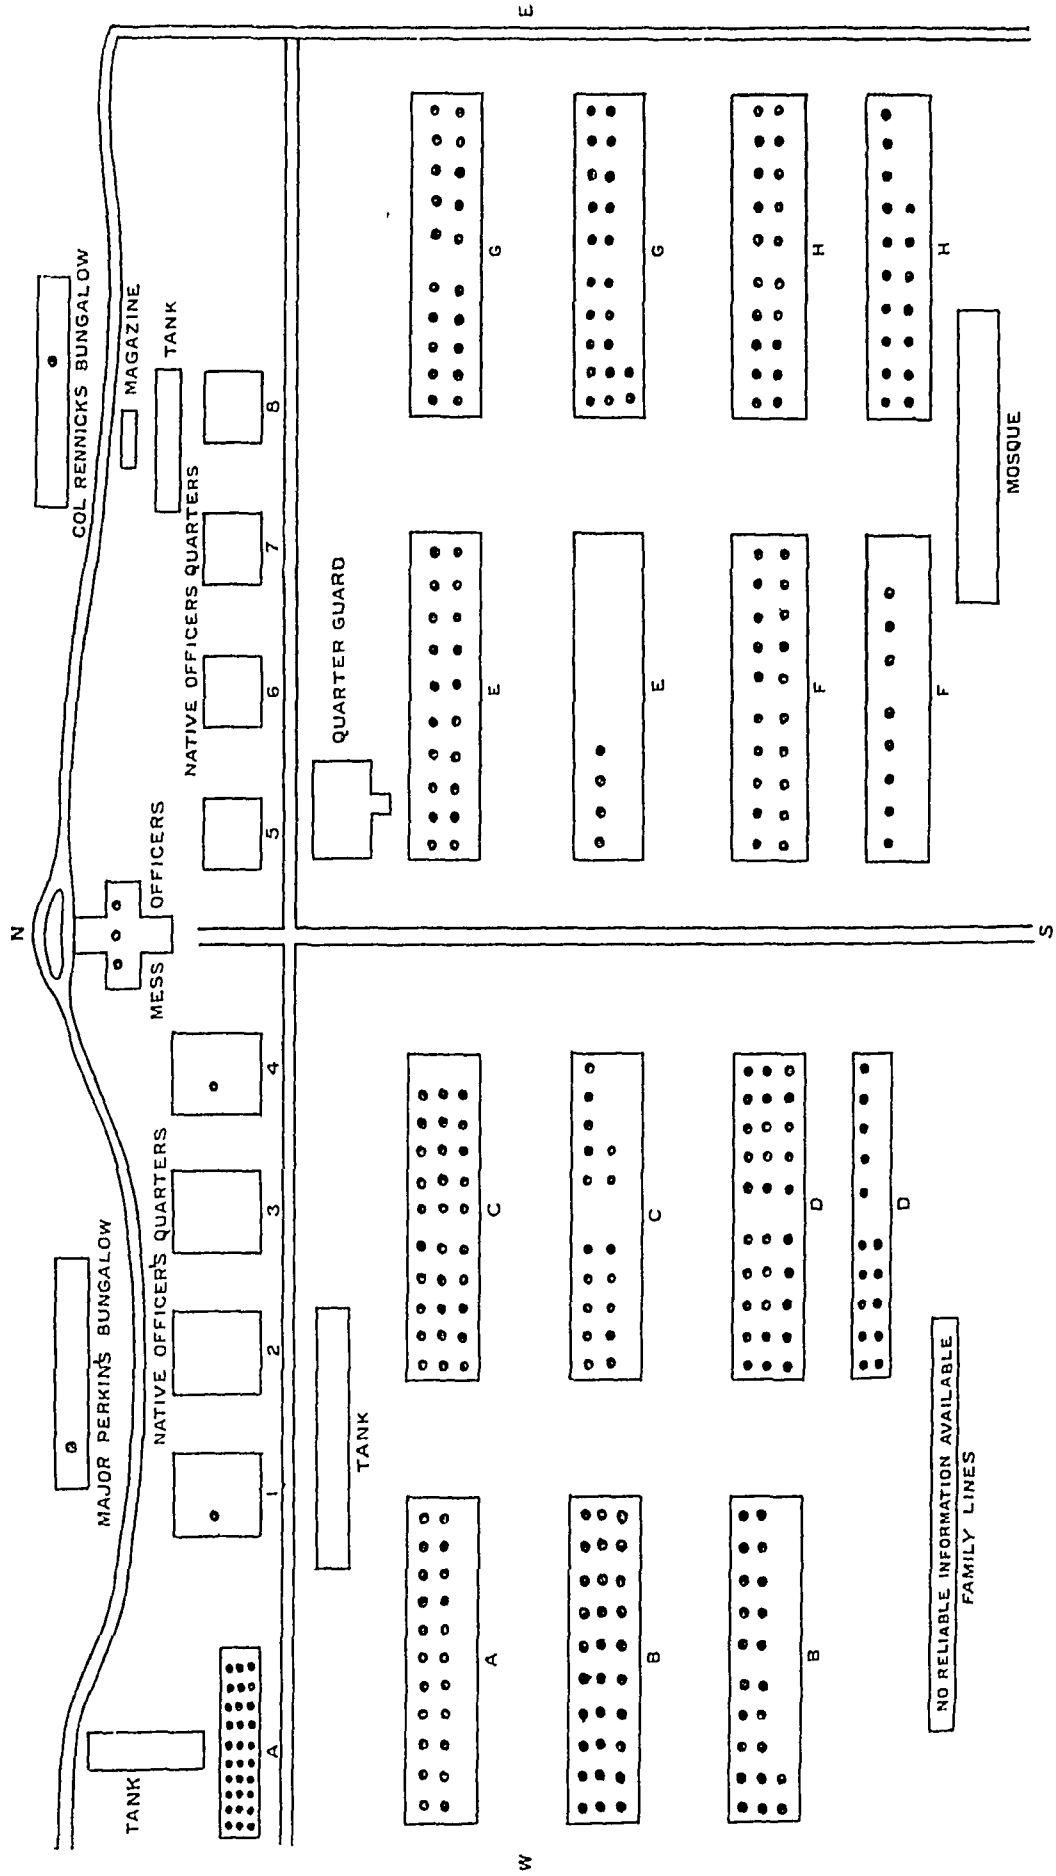 N
COL RENNICKS BUNGALOW
MAJOR PERKIN'S BUNGALOW
MAGAZINE
TANK
TANK
MESS OFFICERS
NATIVE OFFICER'S QUARTERS
NATIVE OFFICERS QUARTERS
A
1
2
3
4
5
6
7
8
TANK
QUARTER GUARD
W
E
A
C
E
G
B
C
E
G
B
D
F
H
D
F
H
NO RELIABLE INFORMATION AVAILABLE
FAMILY LINES
MOSQUE
S